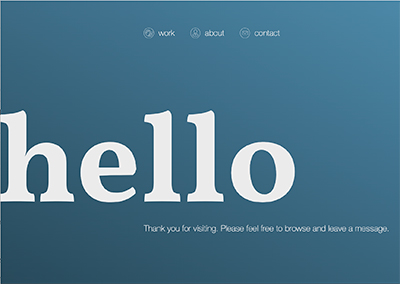 work about contact
hello
Thank you for visiting. Please feel free to browse and leave a message.